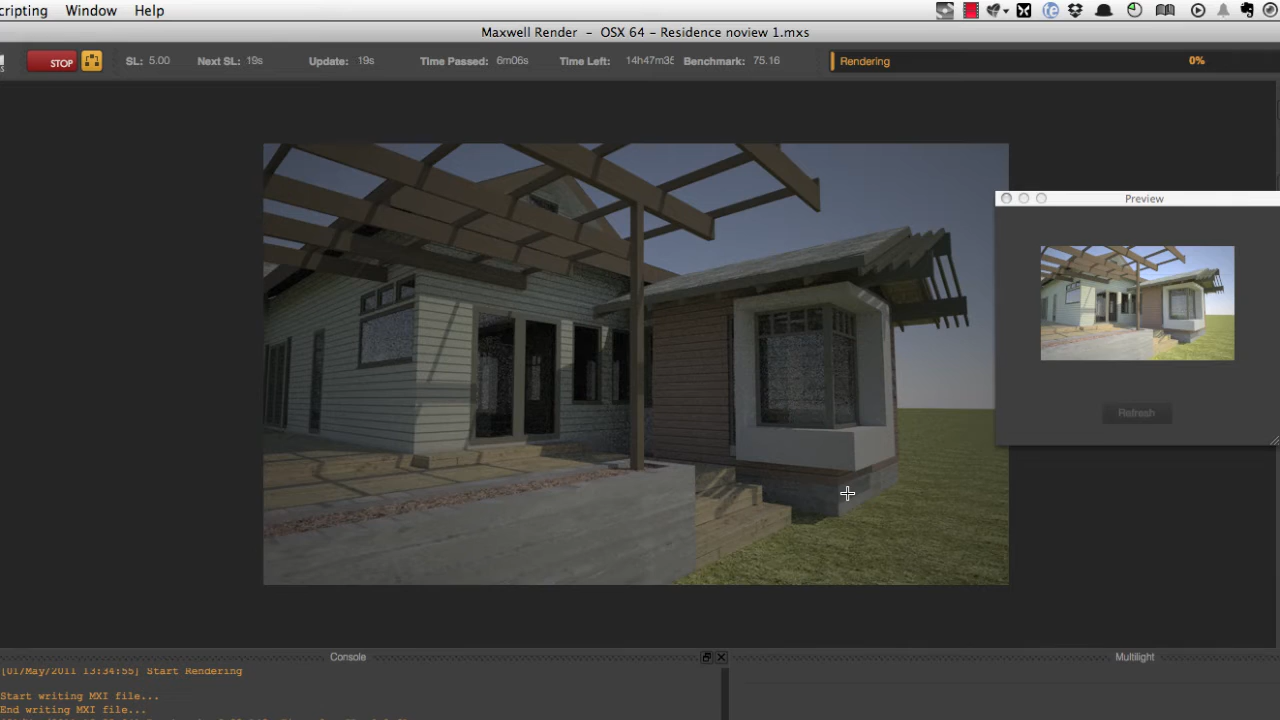 cripting Window Help
Maxwell Render – OSX 64 – Residence noview 1.mxs
STOP SL: 5.00 Next SL: 19s Update: 19s Time Passed: 6m06s Time Left: 14h47m35 Benchmark: 75.16 Rendering 0%
Preview
Refresh
Console
Multilight
[01/May/2011 13:34:55] Start Rendering
Start writing MXI file...
End writing MXI file...